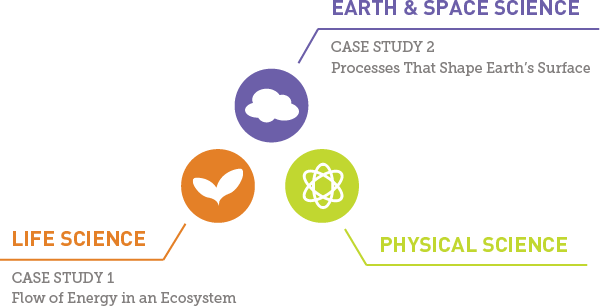 EARTH & SPACE SCIENCE
CASE STUDY 2
Processes That Shape Earth's Surface
LIFE SCIENCE
CASE STUDY 1
Flow of Energy in an Ecosystem
PHYSICAL SCIENCE